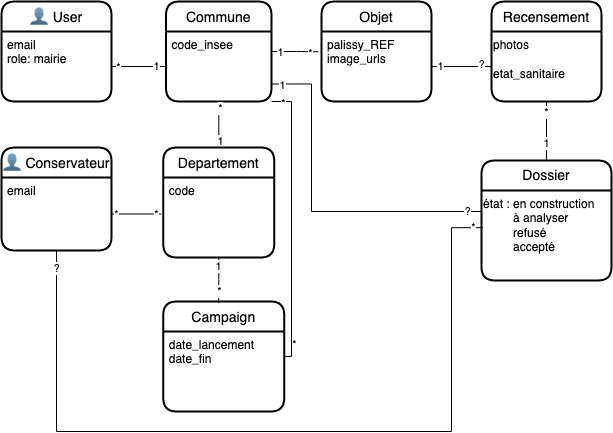 👤 User
email
role: mairie
Commune
code_insee
Objet
palissy_REF
image_urls
Recensement
photos
etat_sanitaire
* 1
1 *
1 ?
1
*
*
1
*
1
👤 Conservateur
email
Departement
code
Dossier
état : en construction
à analyser
refusé
accepté
* *
?
*
?
1
*
Campaign
date_lancement
date_fin
*